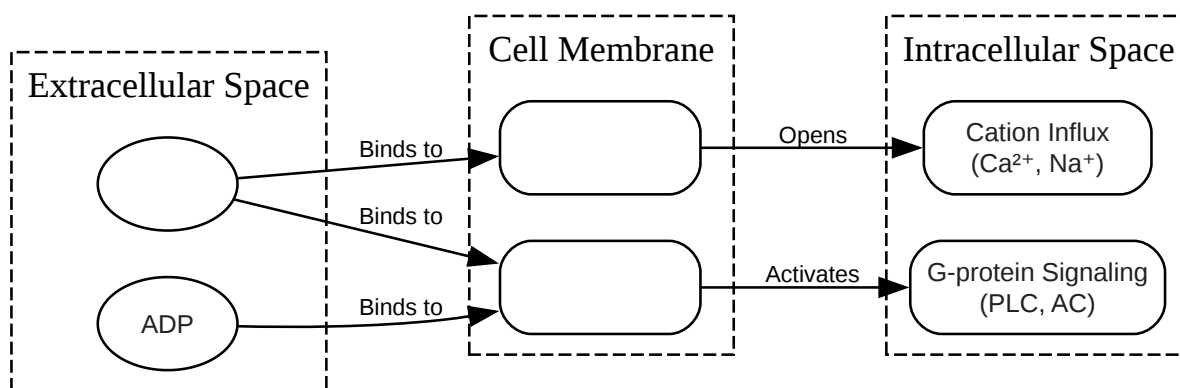 Extracellular Space
ADP
Binds to
Binds to
Binds to
Cell Membrane
Opens
Activates
Intracellular Space
Cation Influx
(Ca²⁺, Na⁺)
G-protein Signaling
(PLC, AC)